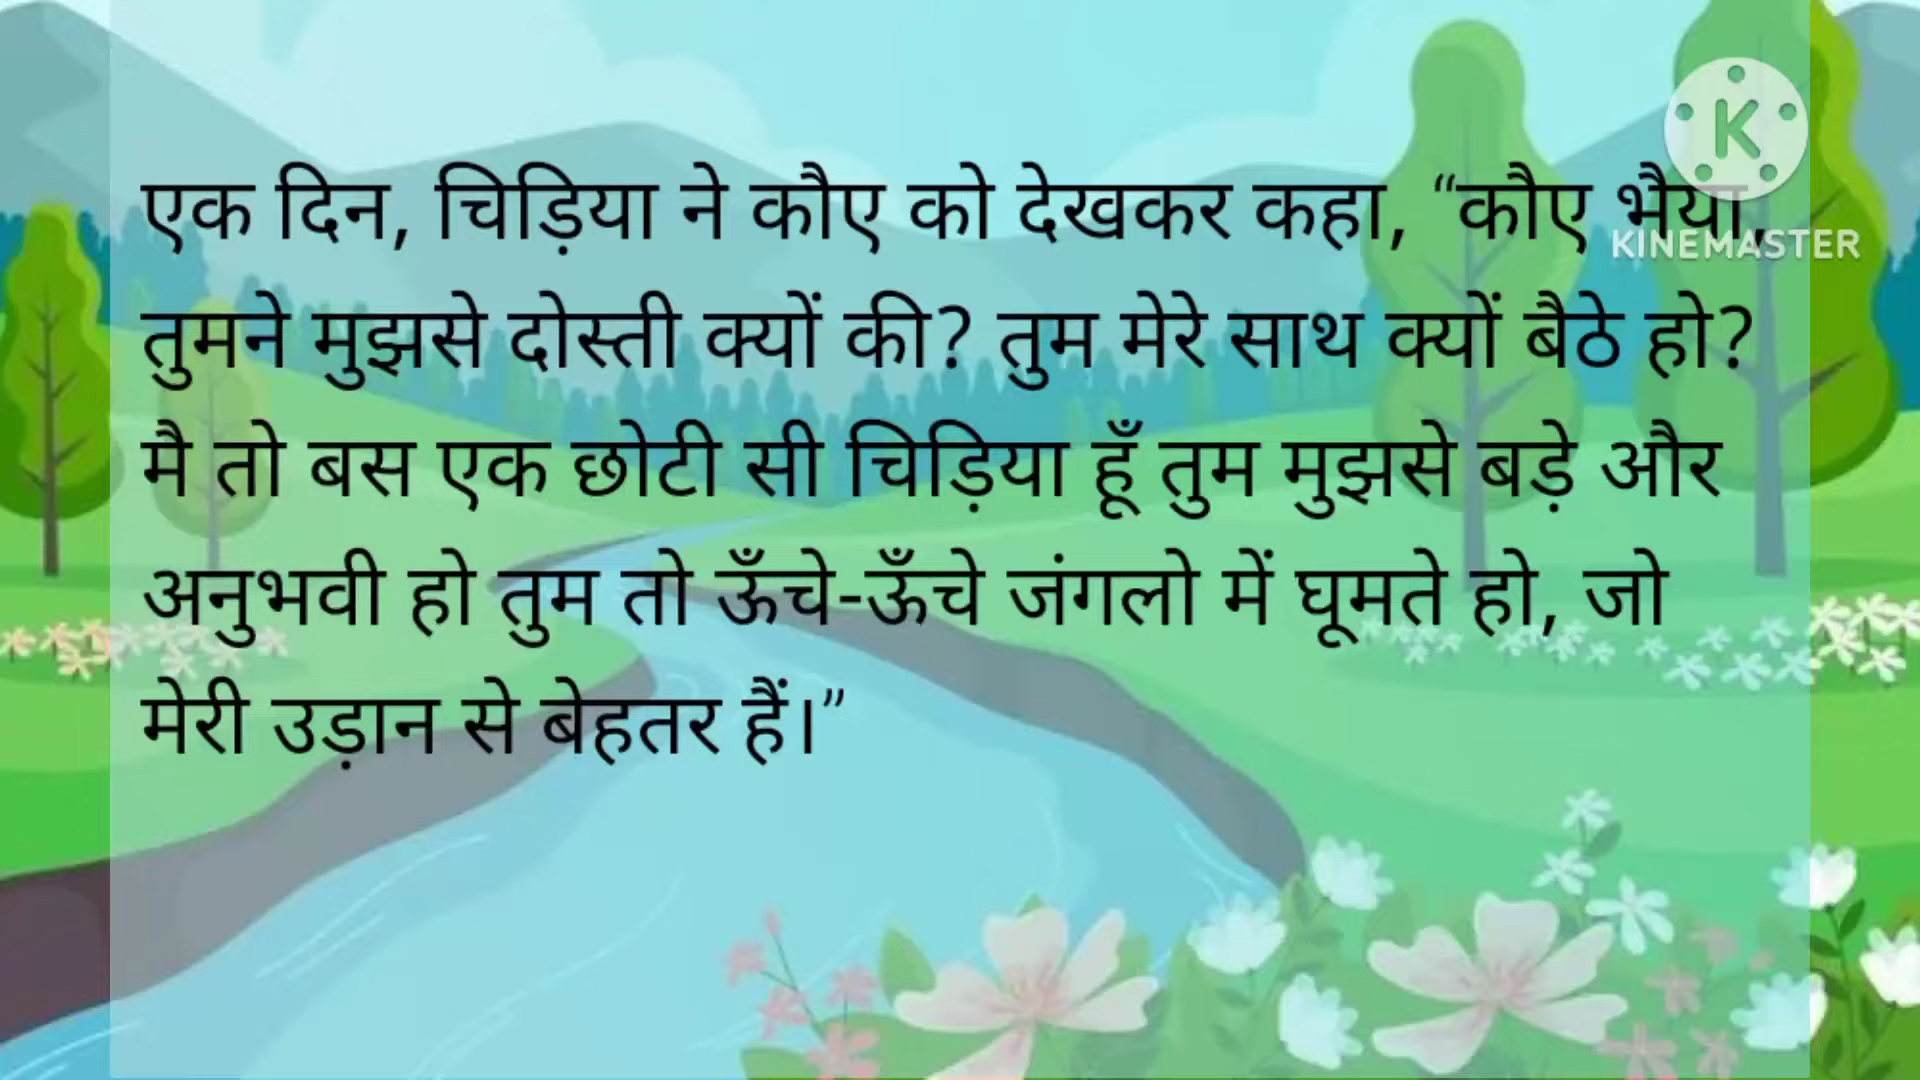 एक दिन, चिड़िया ने कौए को देखकर कहा, “कौए भैया,
तुमने मुझसे दोस्ती क्यों की? तुम मेरे साथ क्यों बैठे हो?
मै तो बस एक छोटी सी चिड़िया हूँ तुम मुझसे बड़े और
अनुभवी हो तुम तो ऊँचे-ऊँचे जंगलो में घूमते हो, जो
मेरी उड़ान से बेहतर हैं।”
K
KINEMASTER